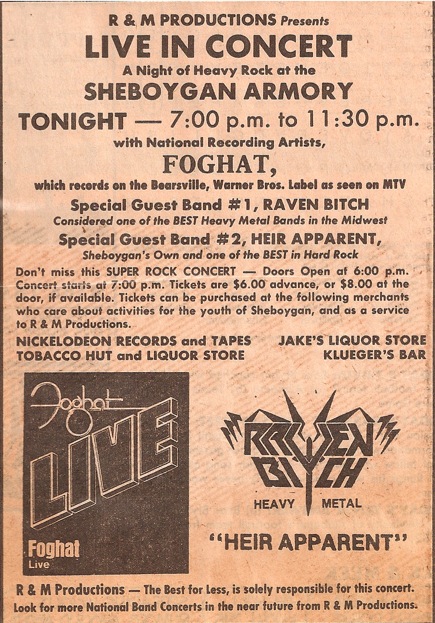 R & M PRODUCTIONS Presents
LIVE IN CONCERT
A Night of Heavy Rock at the
SHEBOYGAN ARMORY
TONIGHT — 7:00 p.m. to 11:30 p.m.
with National Recording Artists,
FOGHAT,
which records on the Bearsville, Warner Bros. Label as seen on MTV
Special Guest Band #1, RAVEN BITCH
Considered one of the BEST Heavy Metal Bands in the Midwest
Special Guest Band #2, HEIR APPARENT,
Sheboygan's Own and one of the BEST in Hard Rock
Don't miss this SUPER ROCK CONCERT — Doors Open at 6:00 p.m.
Concert starts at 7:00 p.m. Tickets are $6.00 advance, or $8.00 at the
door, if available. Tickets can be purchased at the following merchants
who care about activities for the youth of Sheboygan, and as a service
to R & M Productions.
NICKELODEON RECORDS and TAPES JAKE'S LIQUOR STORE
TOBACCO HUT and LIQUOR STORE KLUEGER'S BAR
Foghat
LIVE
Foghat
Live
RAVEN
BITCH
HEAVY METAL
"HEIR APPARENT"
R & M Productions — The Best for Less, is solely responsible for this concert.
Look for more National Band Concerts in the near future from R & M Productions.